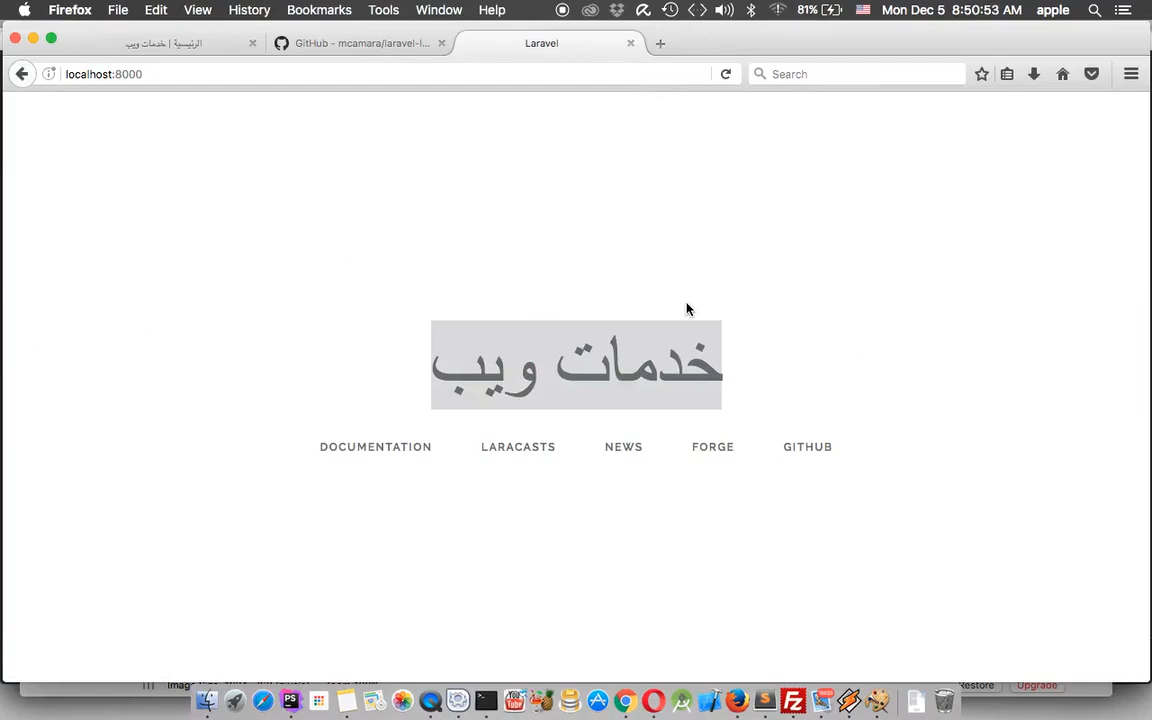 Firefox File Edit View History Bookmarks Tools Window Help 81% Mon Dec 5 8:50:53 AM apple
الرئيسية | خدمات ويب GitHub - mcamara/laravel-l... Laravel
localhost:8000 Search
خدمات ويب
DOCUMENTATION LARACASTS NEWS FORGE GITHUB
Restore Upgrade